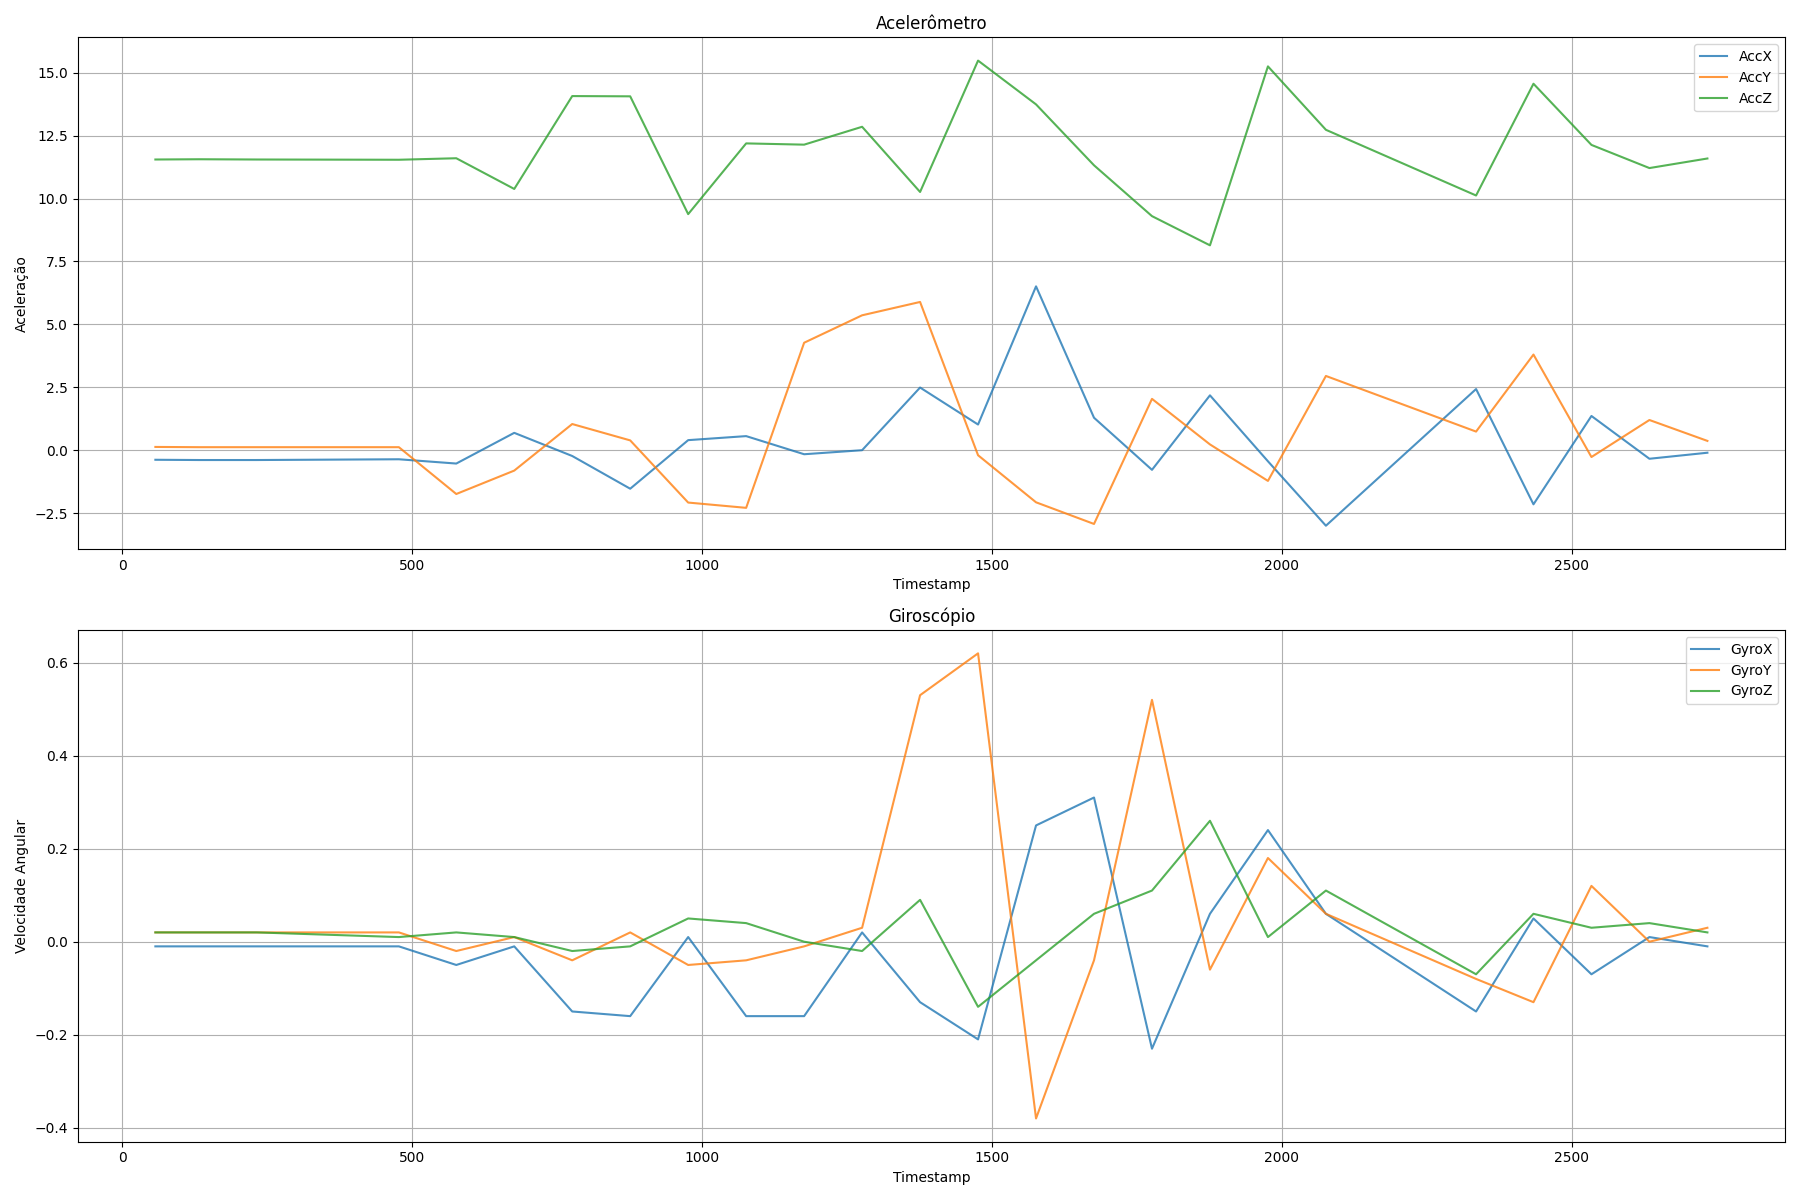 Acelerômetro
15.0
12.5
10.0
7.5
5.0
2.5
0.0
−2.5
Aceleração
AccX
AccY
AccZ
0 500 1000 1500 2000 2500
Timestamp
Giroscópio
0.6
0.4
0.2
0.0
−0.2
−0.4
Velocidade Angular
GyroX
GyroY
GyroZ
0 500 1000 1500 2000 2500
Timestamp